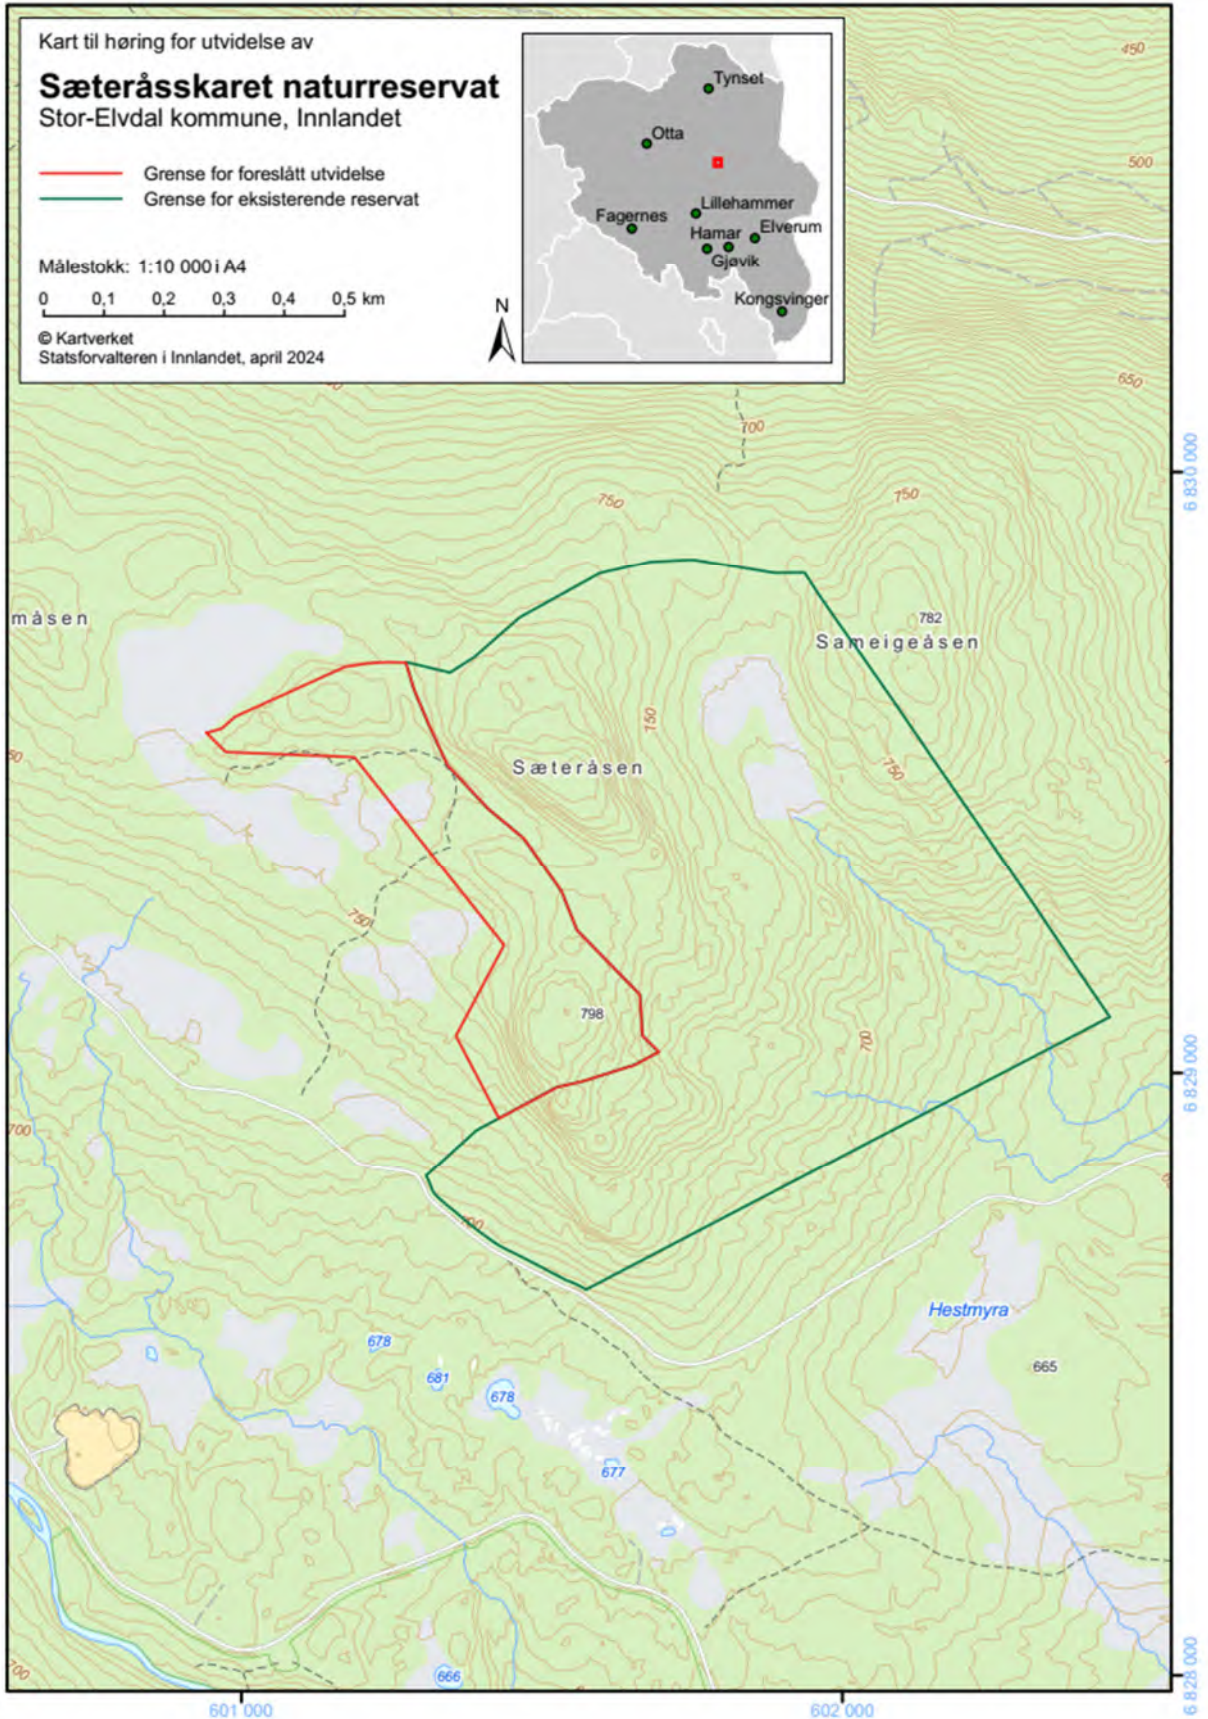 Kart til høring for utvidelse av
Sæteråsskaret naturreservat
Stor-Elvdal kommune, Innlandet
Grense for foreslått utvidelse
Grense for eksisterende reservat
Målestokk: 1:10 000 i A4
0 0,1 0,2 0,3 0,4 0,5 km
© Kartverket
Statsforvalteren i Innlandet, april 2024
N
Tynset
Otta
Lillehammer
Fagernes
Elverum
Hamar
Gjøvik
Kongsvinger
450
500
650
700
6 830 000
750
750
måsen
782
Sameigeåsen
750
50
Sæteråsen
750
750
798
700
6 829 000
700
700
Hestmyra
678
665
681
678
677
700
666
6 828 000
601 000
602 000